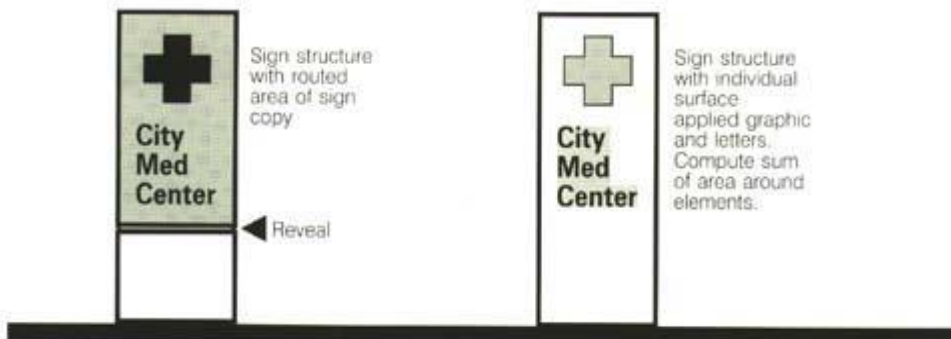 Sign structure
with routed
area of sign
copy
City
Med
Center
Reveal
City
Med
Center
Sign structure
with individual
surface
applied graphic
and letters.
Compute sum
of area around
elements.